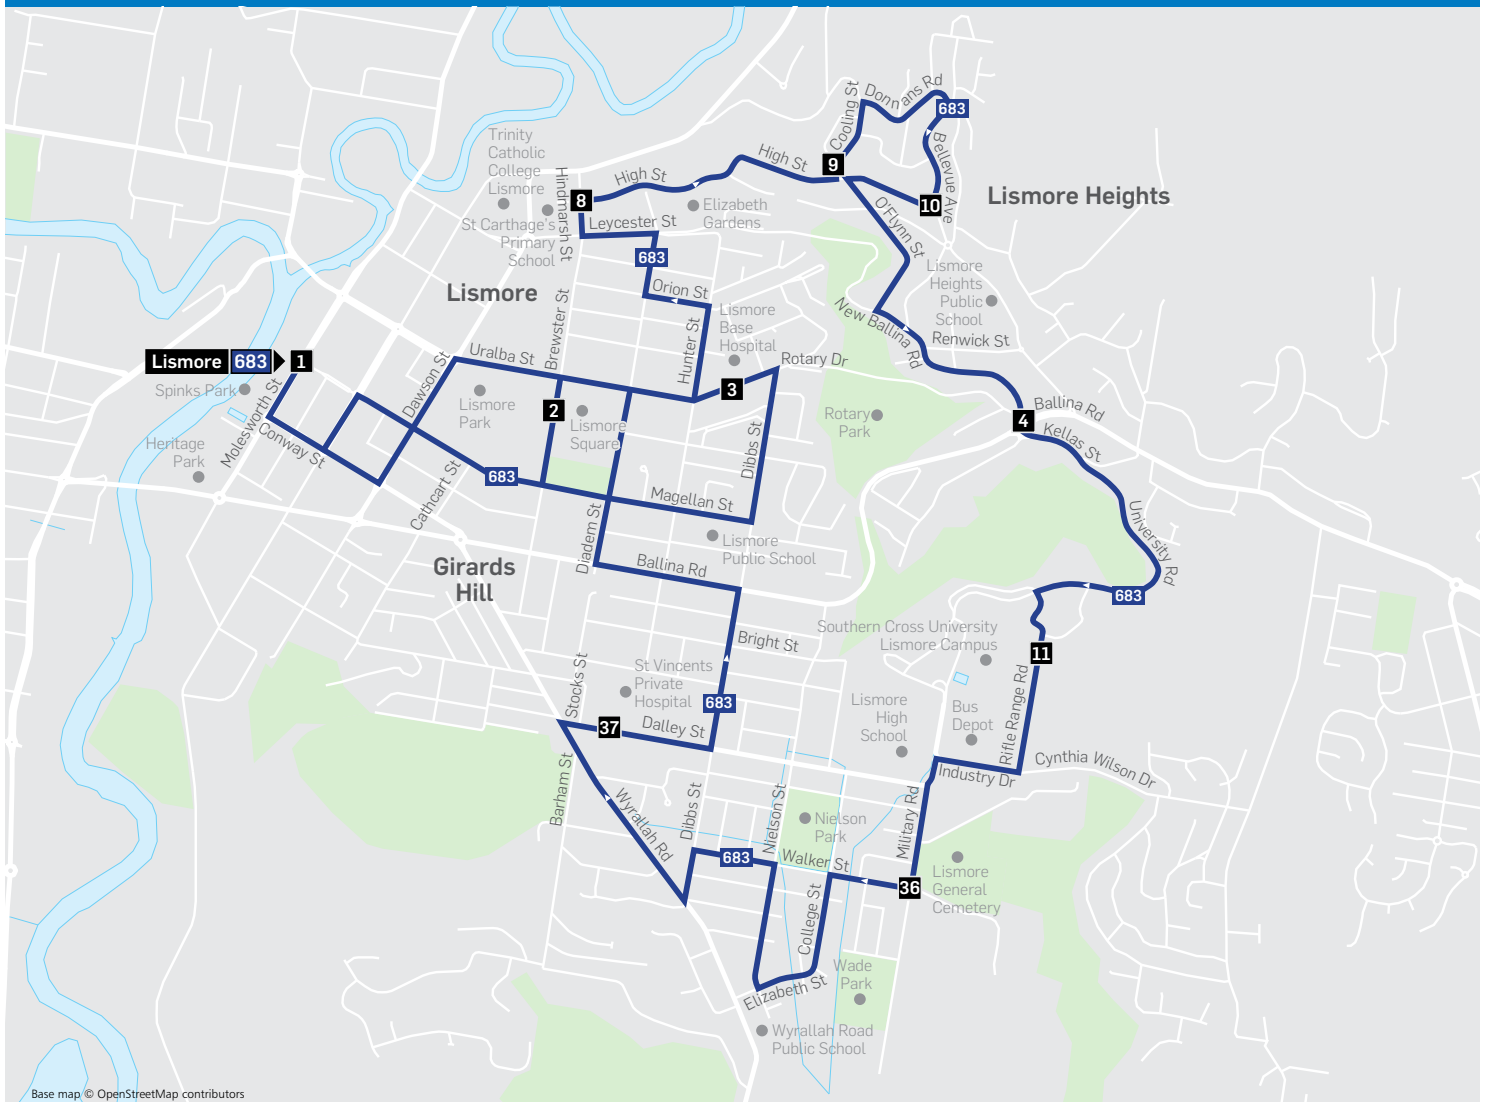 Donnans Rd
683
Cooling St
Trinity
Catholic
College
Lismore
High St
9
Bellevue Ave
High St
Hindmarsh St
8
Lismore Heights
10
Elizabeth
Gardens
O'Flynn St
Leycester St
St Carthage's
Primary
School
683
Lismore
Heights
Public
School
Lismore
Orion St
Brewster St
Lismore
Base
Hospital
New Ballina Rd
Renwick St
Hunter St
Uralba St
Lismore 683 1
Rotary Dr
Dawson St
Spinks Park
3
Molesworth St
Lismore
Park
2
Lismore
Square
Rotary
Park
4
Ballina Rd
Kellas St
Conway St
Heritage
Park
Dibbs St
Cathcart St
683
Magellan St
University Rd
Diadem St
Lismore
Public School
Girards
Hill
Ballina Rd
683
Southern Cross University
Lismore Campus
Bright St
11
Stocks St
St Vincents
Private
Hospital
Rifle Range Rd
683
Lismore
High
School
Bus
Depot
37
Dalley St
Cynthia Wilson Dr
Industry Dr
Barham St
Wyrallah Rd
Dibbs St
Nielson St
Nielson
Park
Military Rd
683
Walker St
Lismore
General
Cemetery
36
College St
Wade
Park
Elizabeth St
Wyrallah Road
Public School
Base map © OpenStreetMap contributors